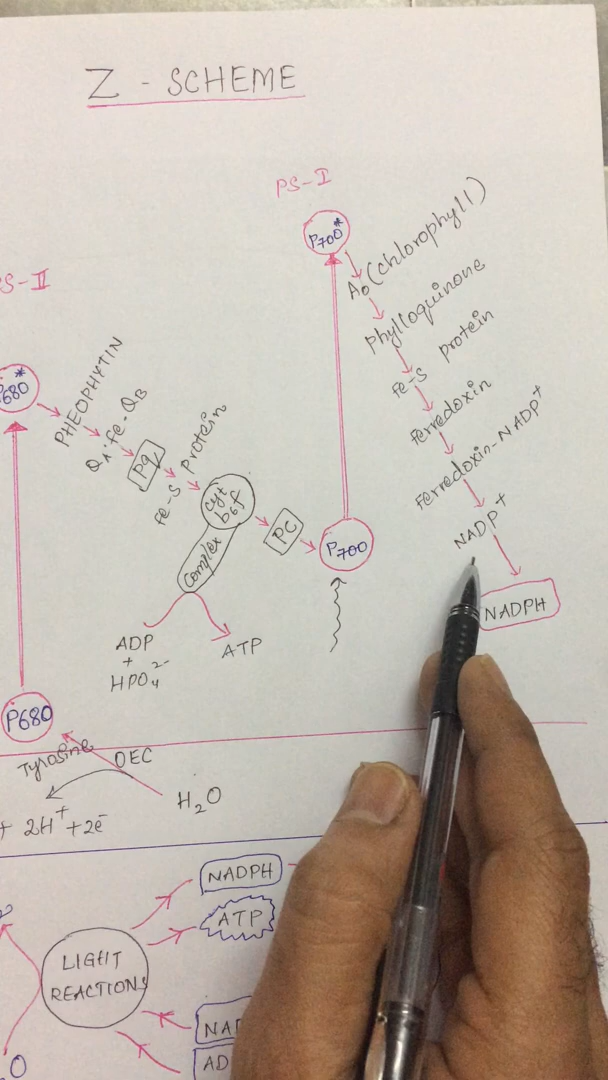 Z - SCHEME
PS-I
P700*
A0 (chlorophyll)
Phylloquinone
Fe-S protein
Ferredoxin
Ferredoxin-NADP+
NADP+
NADPH
S-II
P680*
PHEOPHYTIN
QA·Fe-QB
PQ
Fe-S protein
Cyt
b6f
complex
PC
P700
ADP
+
HPO4 2-
ATP
P680
Tyrosine
OEC
H2O
+ 2H+ + 2e-
NADPH
ATP
LIGHT
REACTIONS
NAD
AD
O